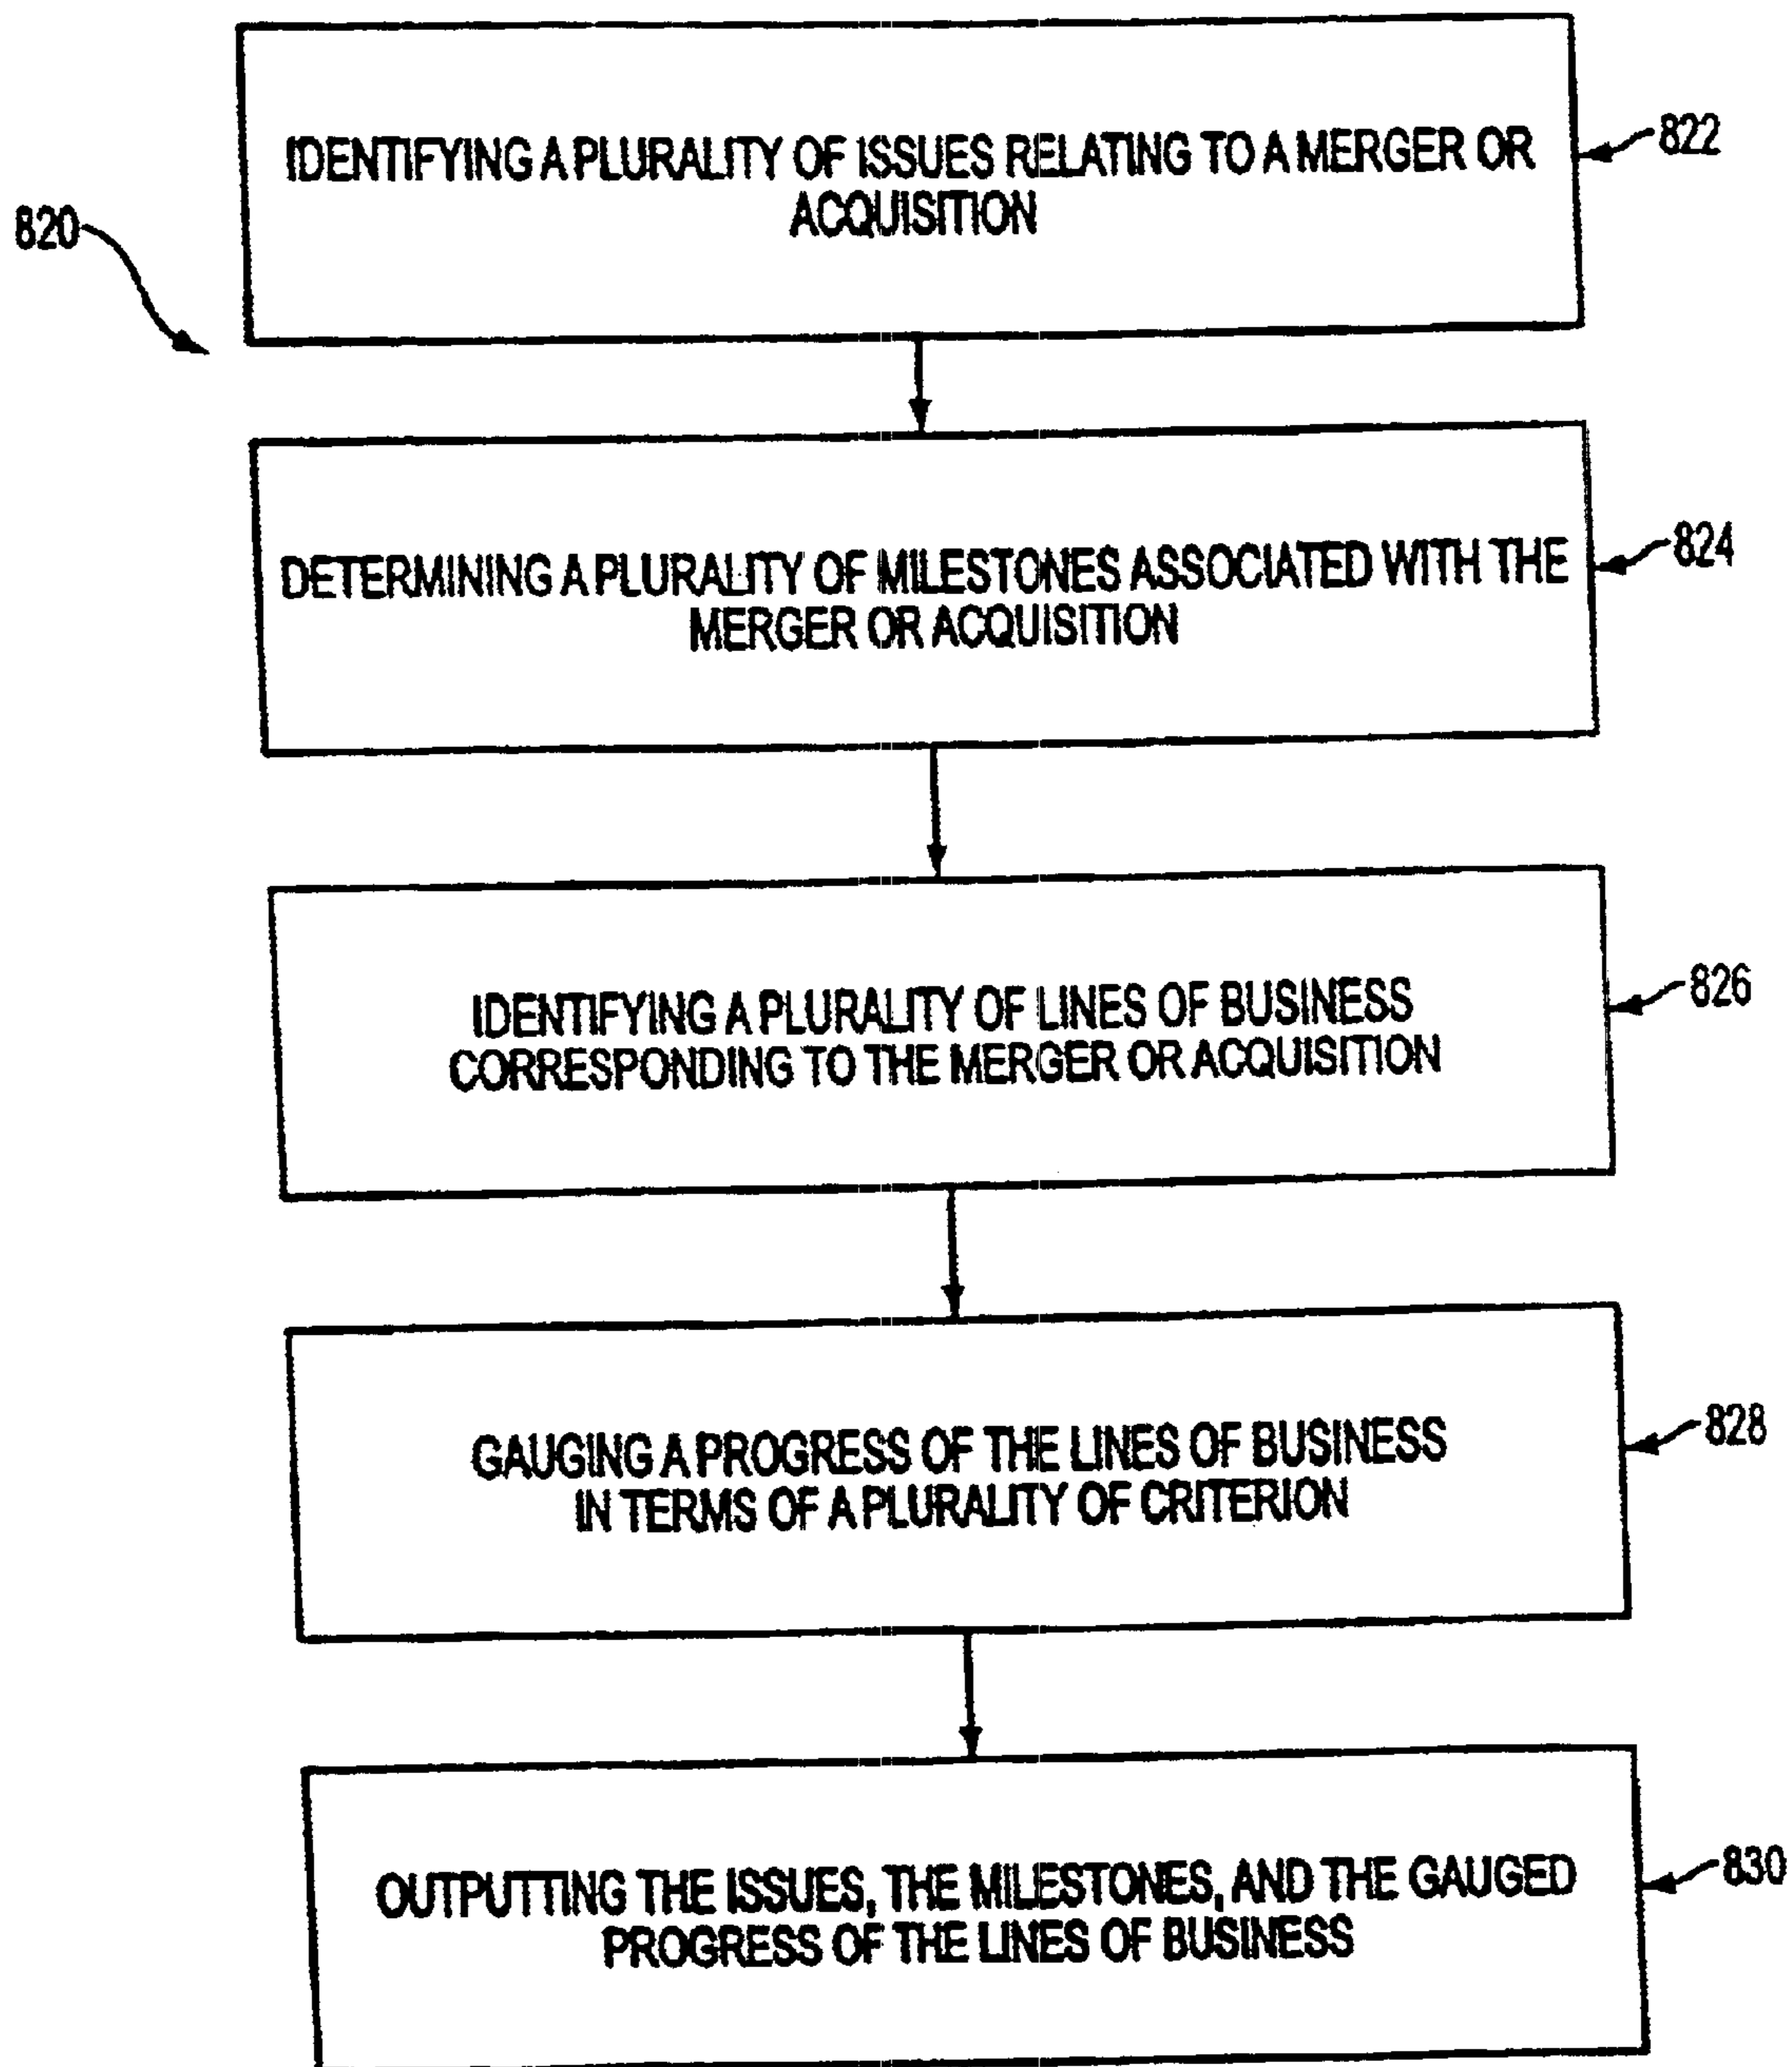 IDENTIFYING A PLURALITY OF ISSUES RELATING TO A MERGER OR
ACQUISITION
822
820
DETERMINING A PLURALITY OF MILESTONES ASSOCIATED WITH THE
MERGER OR ACQUISITION
824
IDENTIFYING A PLURALITY OF LINES OF BUSINESS
CORRESPONDING TO THE MERGER OR ACQUISITION
826
GAUGING A PROGRESS OF THE LINES OF BUSINESS
IN TERMS OF A PLURALITY OF CRITERION
828
OUTPUTTING THE ISSUES, THE MILESTONES, AND THE GAUGED
PROGRESS OF THE LINES OF BUSINESS
830